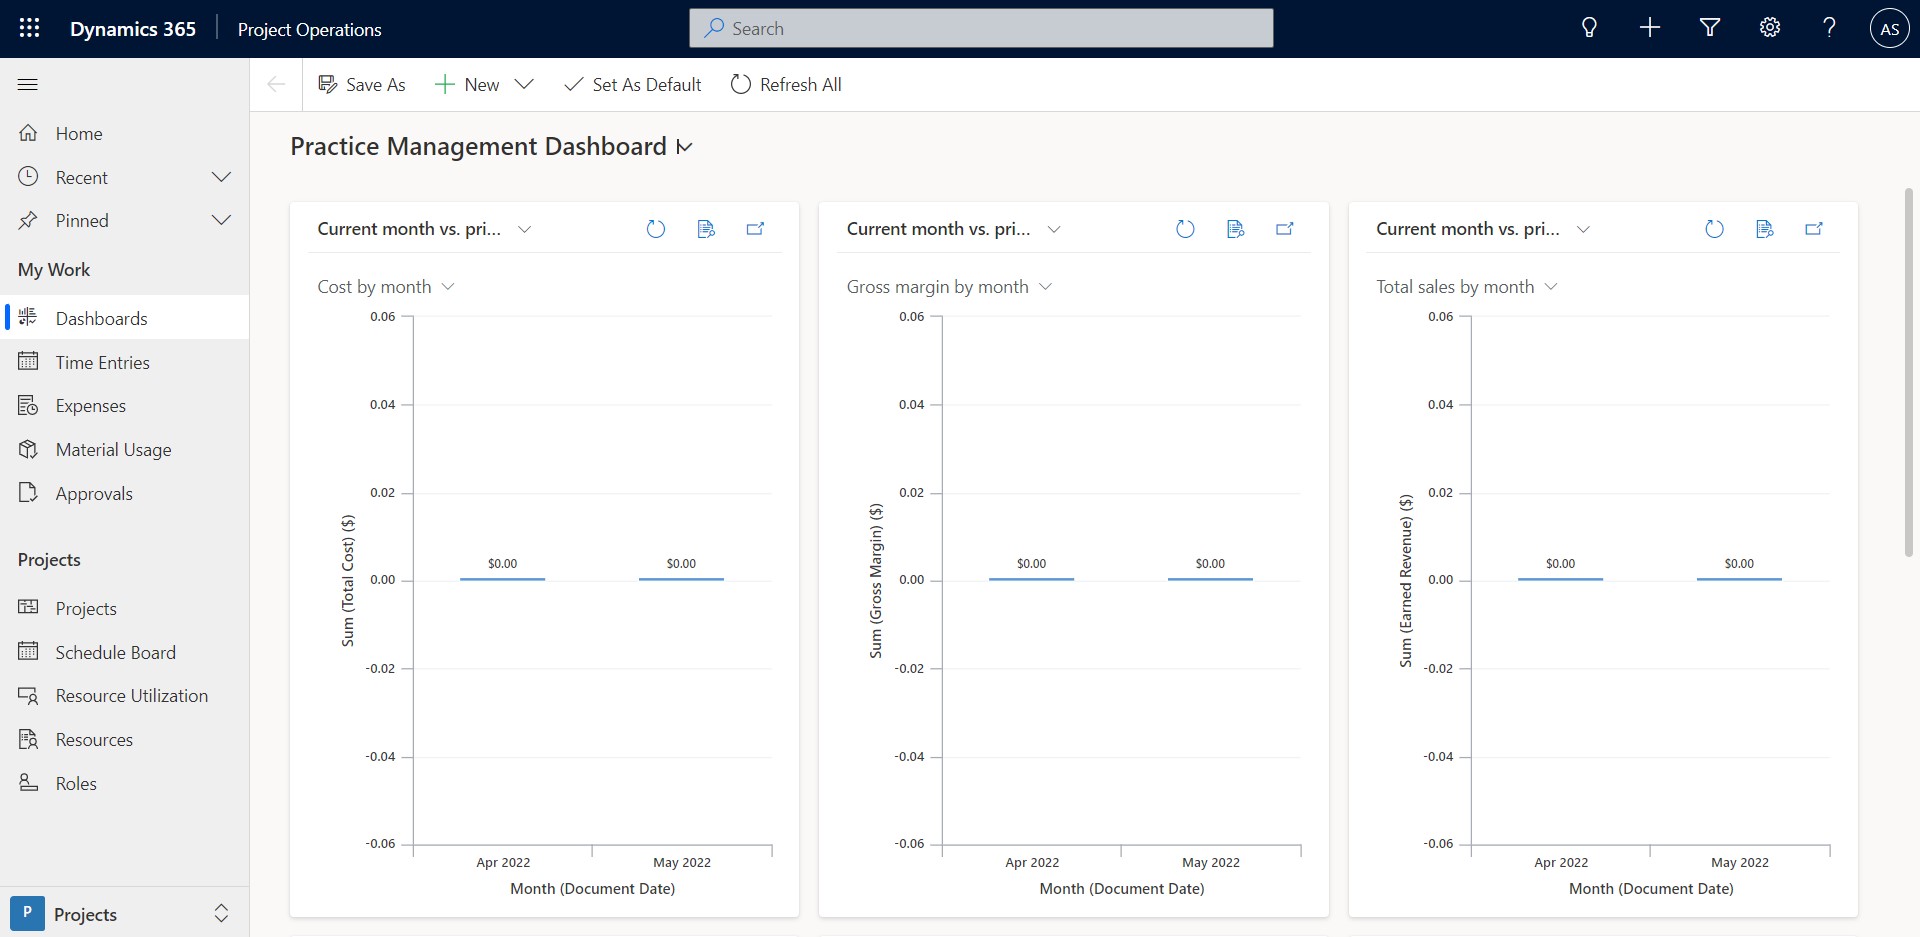 Dynamics 365
Project Operations
Search
AS
Save As
New
Set As Default
Refresh All
Home
Recent
Pinned
My Work
Dashboards
Time Entries
Expenses
Material Usage
Approvals
Projects
Projects
Schedule Board
Resource Utilization
Resources
Roles
P
Projects
Practice Management Dashboard
Current month vs. pri...
Cost by month
0.06
0.04
0.02
0.00
-0.02
-0.04
-0.06
Sum (Total Cost) ($)
$0.00
$0.00
Apr 2022
May 2022
Month (Document Date)
Current month vs. pri...
Gross margin by month
0.06
0.04
0.02
0.00
-0.02
-0.04
-0.06
Sum (Gross Margin) ($)
$0.00
$0.00
Apr 2022
May 2022
Month (Document Date)
Current month vs. pri...
Total sales by month
0.06
0.04
0.02
0.00
-0.02
-0.04
-0.06
Sum (Earned Revenue) ($)
$0.00
$0.00
Apr 2022
May 2022
Month (Document Date)